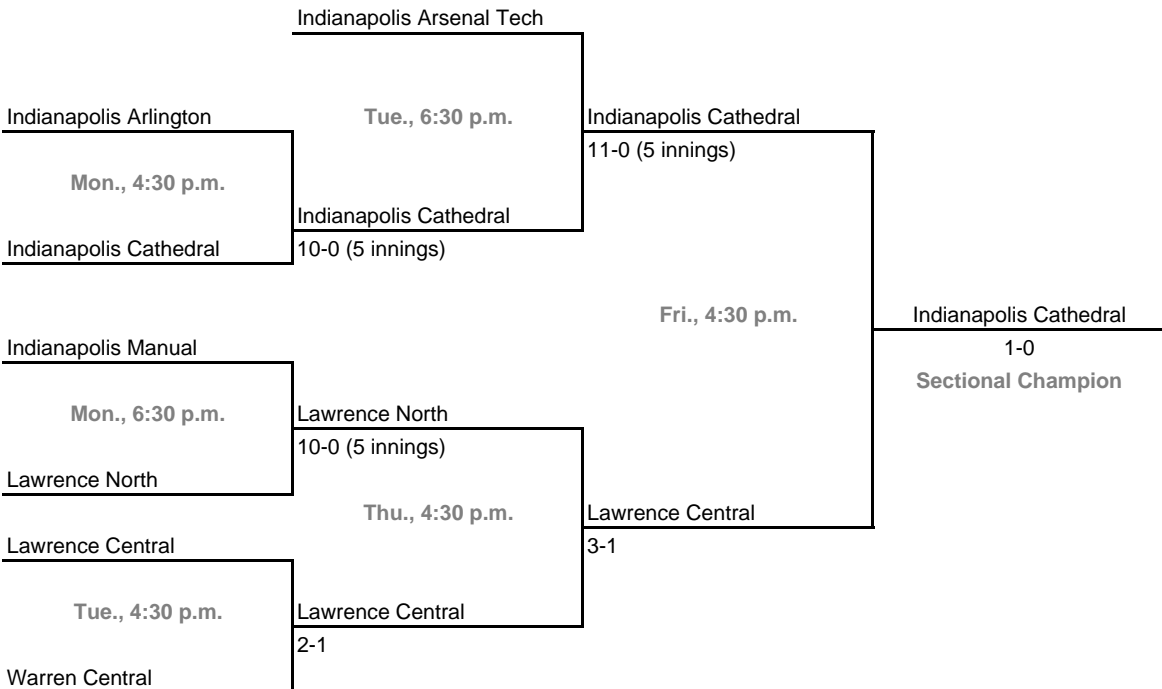 Indianapolis Arsenal Tech
Indianapolis Arlington
Tue., 6:30 p.m.
Indianapolis Cathedral
11-0 (5 innings)
Mon., 4:30 p.m.
Indianapolis Cathedral
Indianapolis Cathedral
10-0 (5 innings)
Fri., 4:30 p.m.
Indianapolis Cathedral
Indianapolis Manual
1-0
Sectional Champion
Mon., 6:30 p.m.
Lawrence North
10-0 (5 innings)
Lawrence North
Thu., 4:30 p.m.
Lawrence Central
Lawrence Central
3-1
Tue., 4:30 p.m.
Lawrence Central
2-1
Warren Central